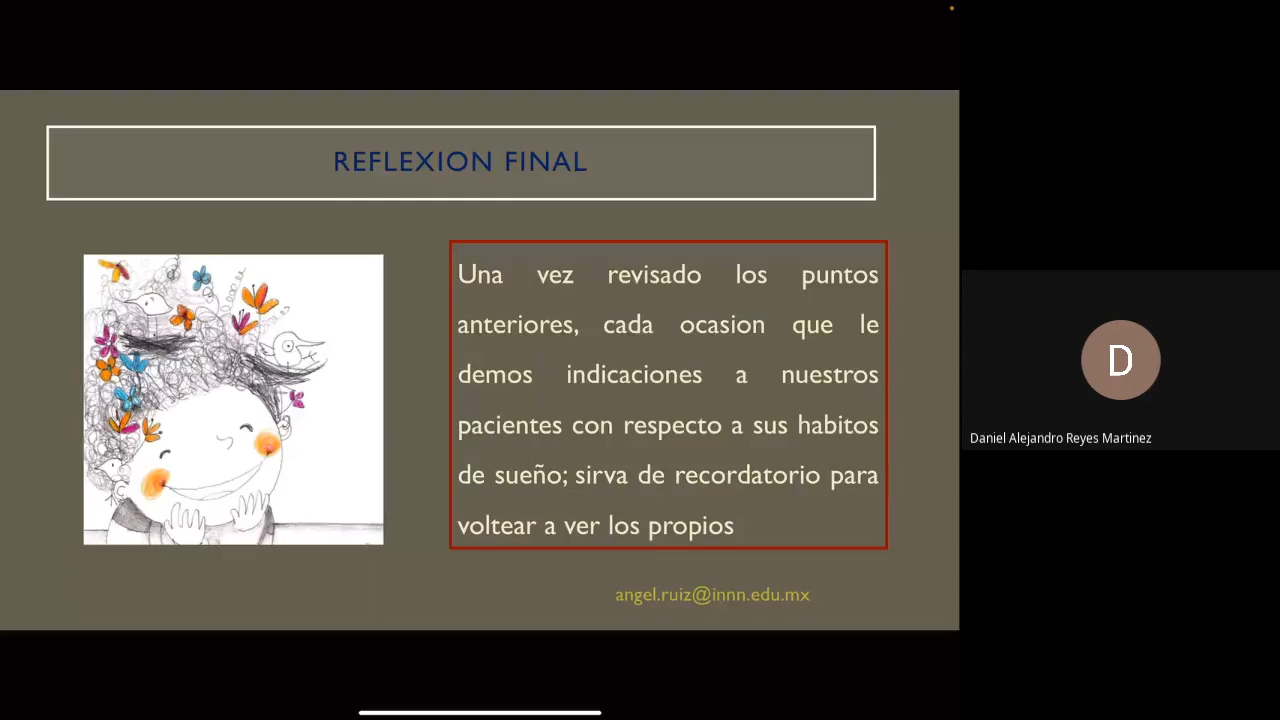 REFLEXION FINAL
Una vez revisado los puntos
anteriores, cada ocasion que le
demos indicaciones a nuestros
pacientes con respecto a sus habitos
de sueño; sirva de recordatorio para
voltear a ver los propios
angel.ruiz@innn.edu.mx
D
Daniel Alejandro Reyes Martinez